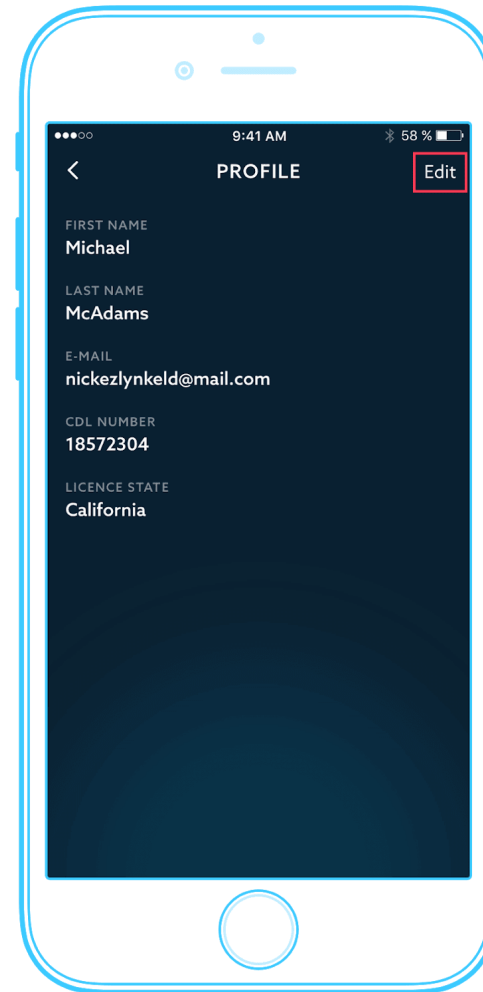 9:41 AM 58 %
PROFILE Edit
FIRST NAME
Michael
LAST NAME
McAdams
E-MAIL
nickezlynkeld@mail.com
CDL NUMBER
18572304
LICENCE STATE
California